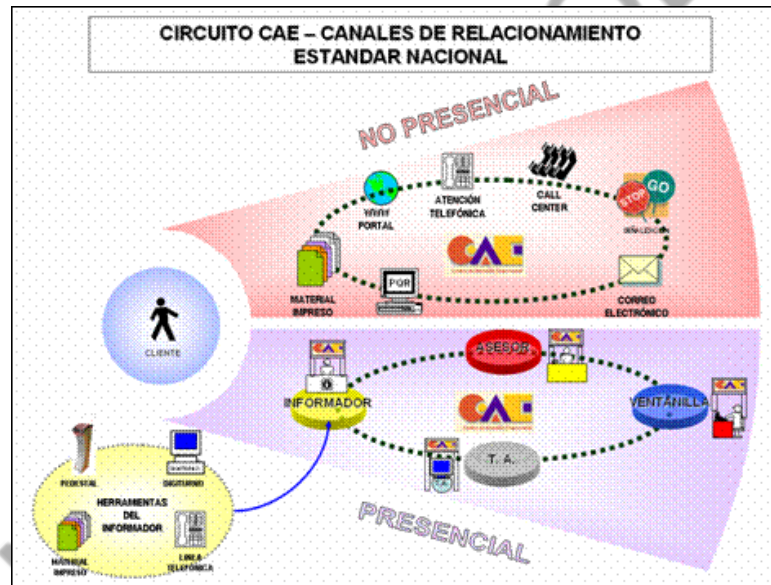 CIRCUITO CAE – CANALES DE RELACIONAMIENTO
ESTANDAR NACIONAL
NO PRESENCIAL
ATENCIÓN
TELEFÓNICA
CALL
CENTER
PORTAL
STOP
GO
CAE
MATERIAL
IMPRESO
PQR
CORREO
ELECTRÓNICO
CLIENTE
CAE
ASESOR
INFORMADOR
CAE
VENTANILLA
T. A.
PEDESTAL
DIGITURNO
HERRAMIENTAS
DEL
INFORMADOR
MATERIAL
IMPRESO
LINEA
TELEFÓNICA
PRESENCIAL